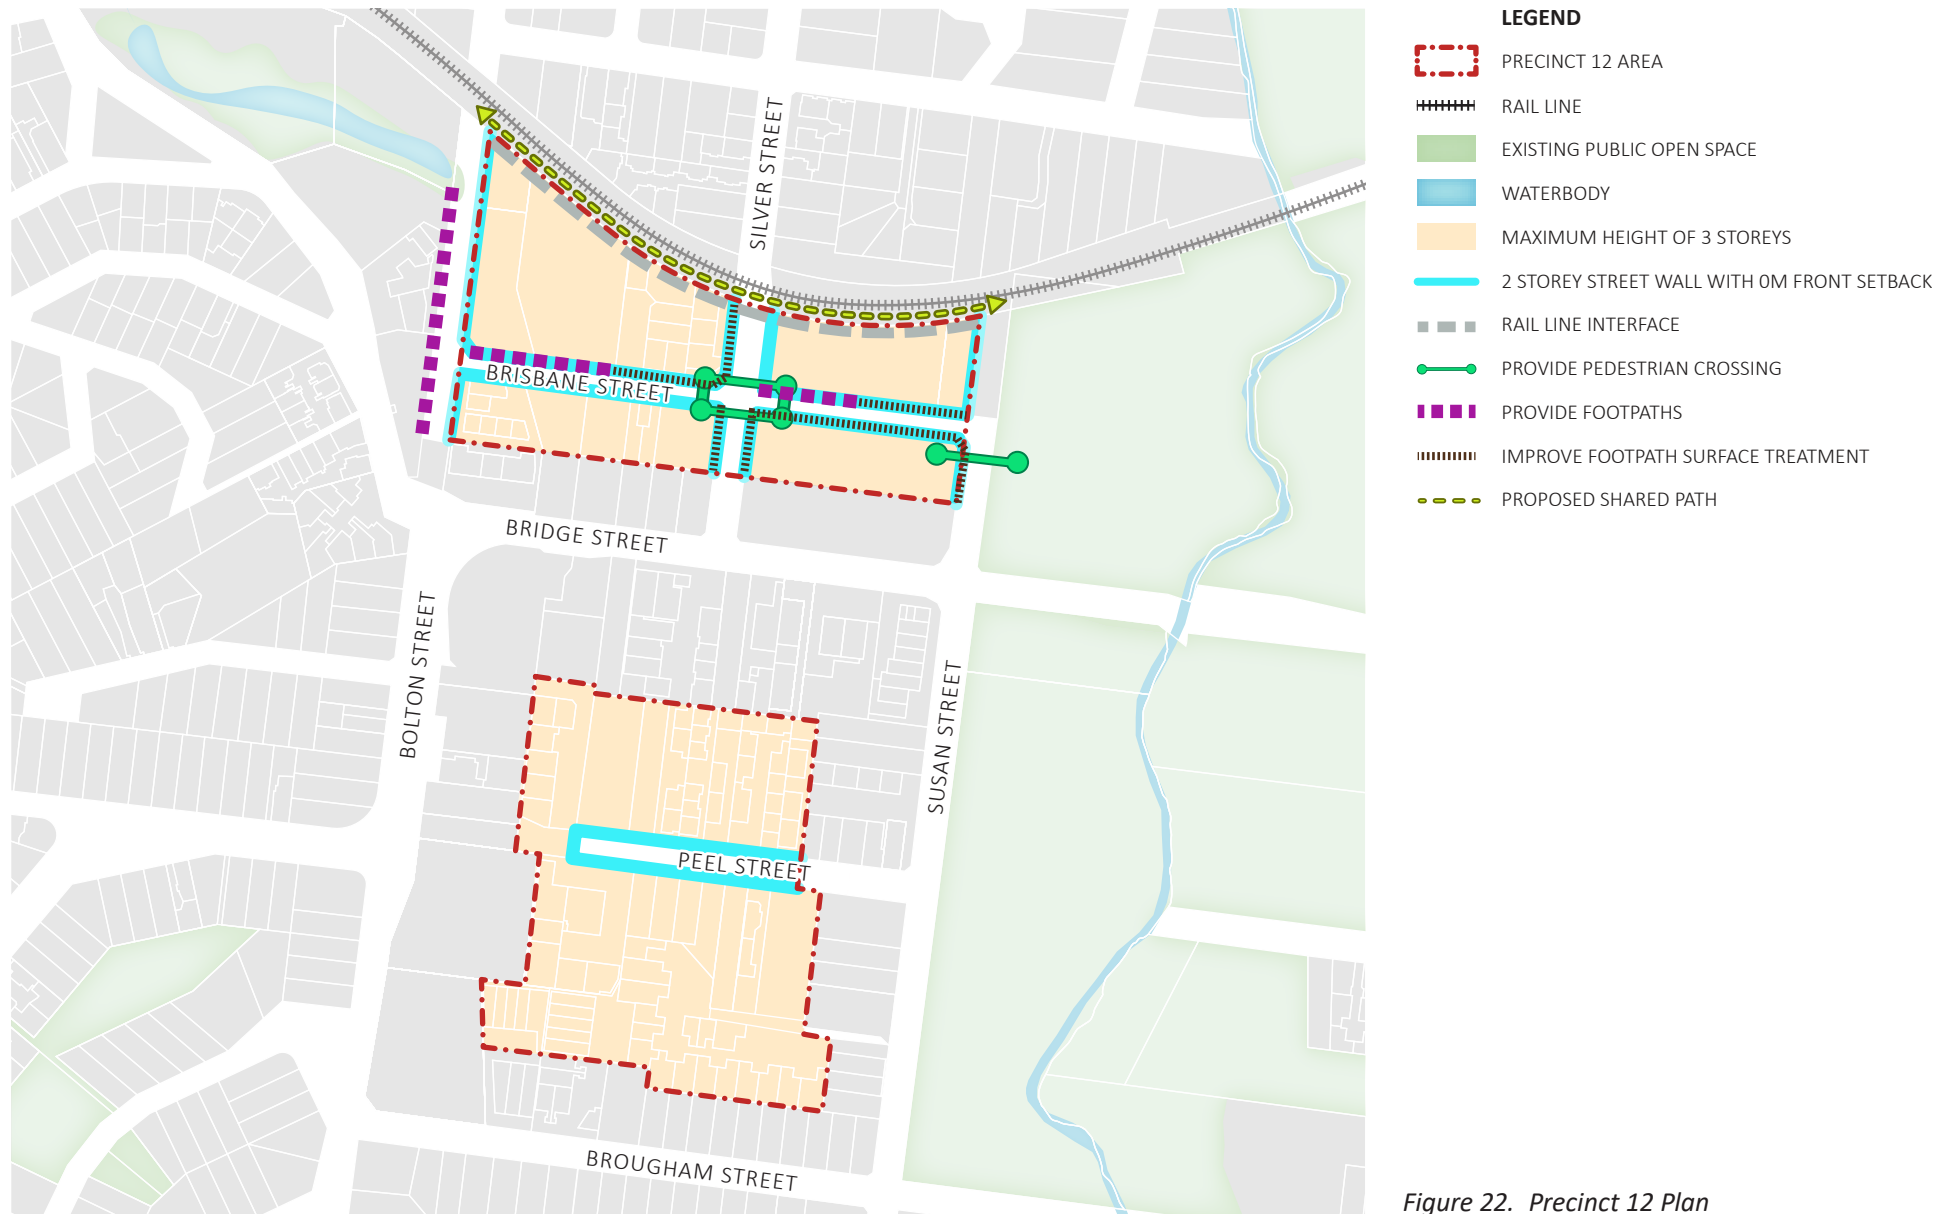 LEGEND
PRECINCT 12 AREA
RAIL LINE
EXISTING PUBLIC OPEN SPACE
WATERBODY
MAXIMUM HEIGHT OF 3 STOREYS
2 STOREY STREET WALL WITH 0M FRONT SETBACK
RAIL LINE INTERFACE
PROVIDE PEDESTRIAN CROSSING
PROVIDE FOOTPATHS
IMPROVE FOOTPATH SURFACE TREATMENT
PROPOSED SHARED PATH
SILVER STREET
BRISBANE STREET
BRIDGE STREET
BOLTON STREET
SUSAN STREET
PEEL STREET
BROUGHAM STREET
Figure 22. Precinct 12 Plan